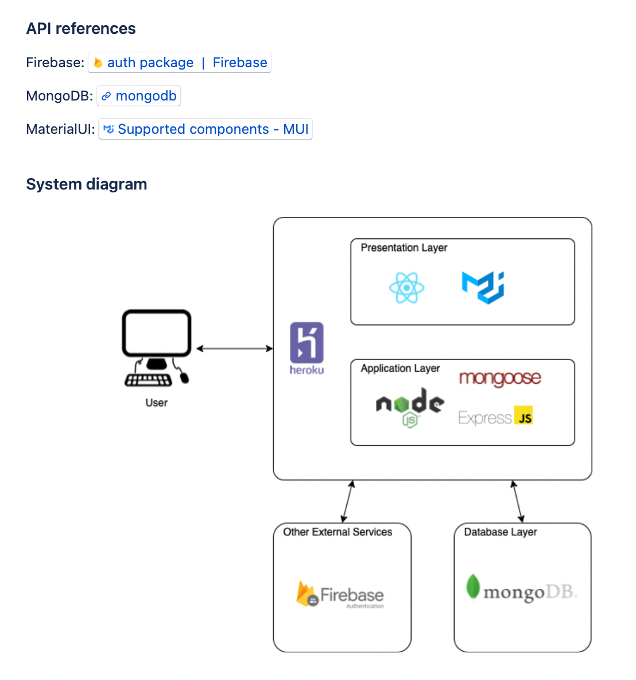 API references
Firebase: auth package | Firebase
MongoDB: mongodb
MaterialUI: Supported components - MUI
System diagram
Presentation Layer
heroku
Application Layer
mongoose
node
JS
Express JS
User
Other External Services
Firebase
Authentication
Database Layer
mongoDB.